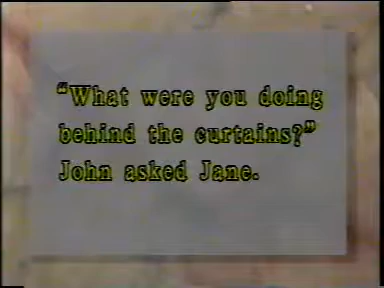 “What were you doing
behind the curtains?”
John asked Jane.